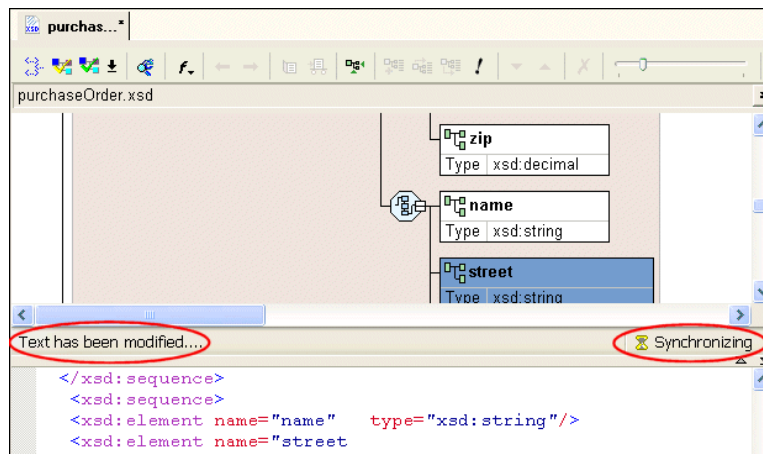 purchas...*
purchaseOrder.xsd
zip
Type xsd:decimal
name
Type xsd:string
street
Type xsd:string
Text has been modified....
Synchronizing
</xsd:sequence>
<xsd:sequence>
<xsd:element name="name" type="xsd:string"/>
<xsd:element name="street